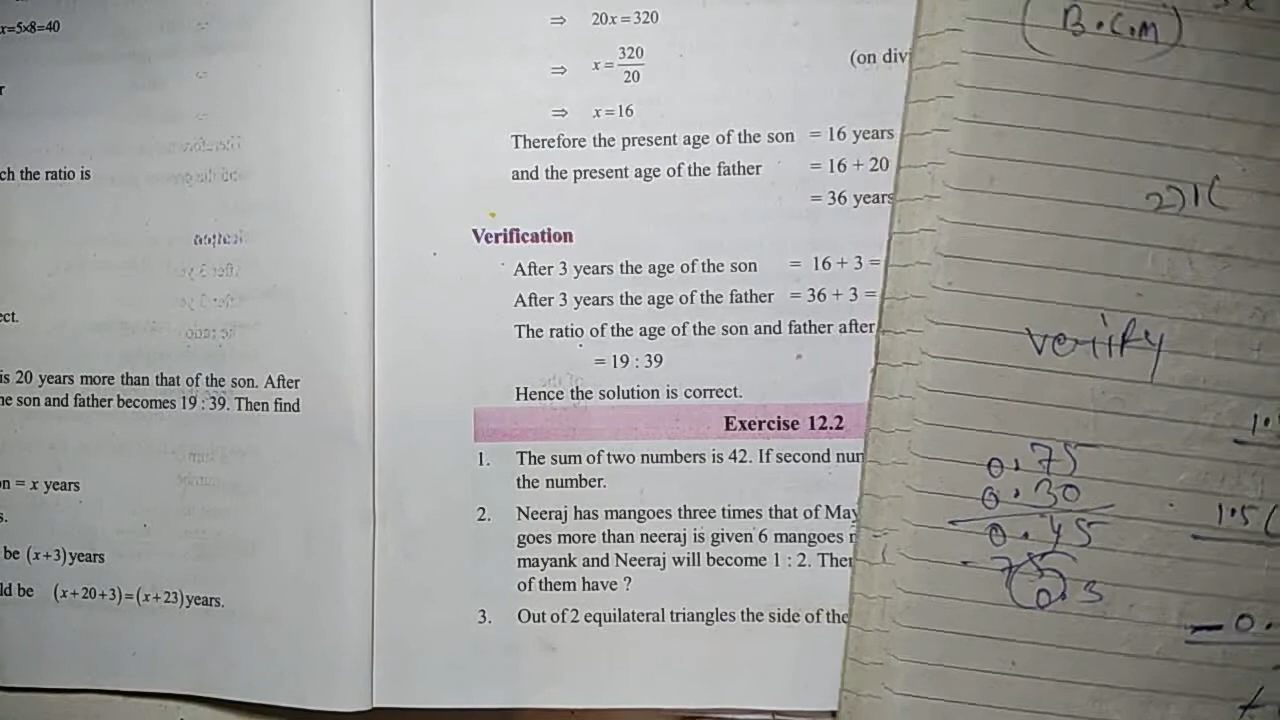 x=5×8=40
r
ch the ratio is
ect.
is 20 years more than that of the son. After
ne son and father becomes 19 : 39. Then find
on = x years
s.
be (x+3)years
ld be (x+20+3)=(x+23)years.
⇒ 20x=320
⇒ x=320/20 (on div
⇒ x=16
Therefore the present age of the son = 16 years
and the present age of the father = 16 + 20
= 36 years
Verification
After 3 years the age of the son = 16 + 3 =
After 3 years the age of the father = 36 + 3 =
The ratio of the age of the son and father after
= 19 : 39
Hence the solution is correct.
Exercise 12.2
1. The sum of two numbers is 42. If second num
the number.
2. Neeraj has mangoes three times that of May
goes more than neeraj is given 6 mangoes
mayank and Neeraj will become 1 : 2. Then
of them have ?
3. Out of 2 equilateral triangles the side of the
(B.C.M)
verify
0.75
0.30
0.45
0.3
1.5